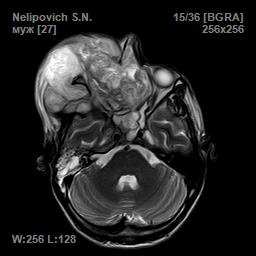 Nelipovich S.N.
муж [27]
15/36 [BGRA]
256x256
W:256 L:128